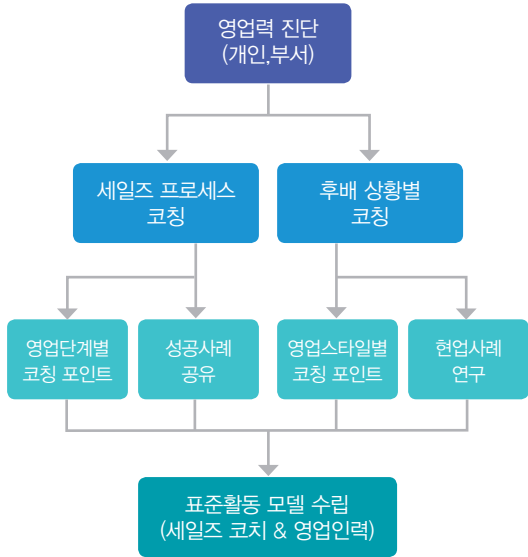 영업력 진단
(개인,부서)
세일즈 프로세스
코칭
후배 상황별
코칭
영업단계별
코칭 포인트
성공사례
공유
영업스타일별
코칭 포인트
현업사례
연구
표준활동 모델 수립
(세일즈 코치 & 영업인력)